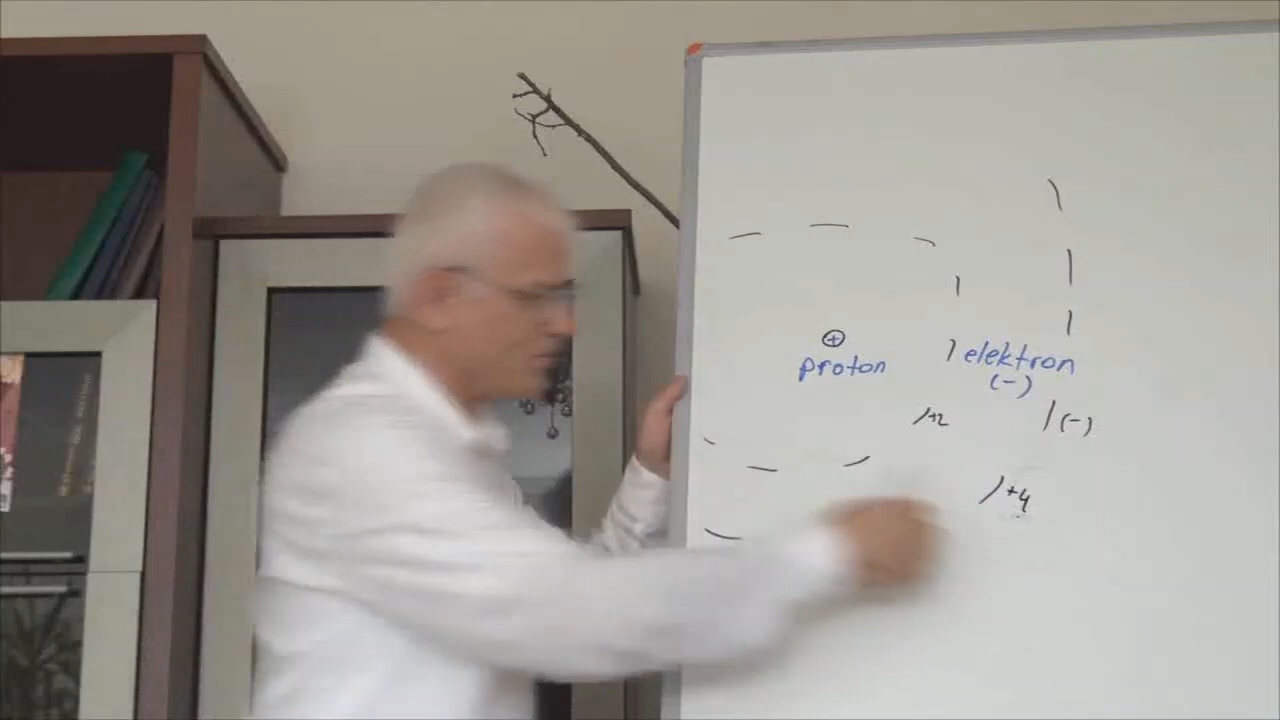 ⊕
proton
elektron
(-)
+2
(-)
+4